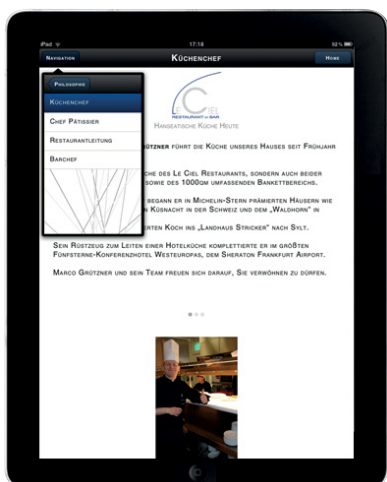 iPad 17:18 92%
Navigation Küchenchef Home
Philosophie
Küchenchef
Chef Pâtissier
Restaurantleitung
Barchef
Le Ciel
Restaurant & Bar
Hanseatische Küche Heute
Grützner führt die Küche unseres Hauses seit Frühjahr
che des Le Ciel Restaurants, sondern auch beider
sowie des 1000qm umfassenden Bankettbereichs.
begann er in Michelin-Stern prämierten Häusern wie
n Küsnacht in der Schweiz und dem „Waldhorn" in
erten Koch ins „Landhaus Stricker" nach Sylt.
Sein Rüstzeug zum Leiten einer Hotelküche komplettierte er im größten
Fünfsterne-Konferenzhotel Westeuropas, dem Sheraton Frankfurt Airport.
Marco Grützner und sein Team freuen sich darauf, Sie verwöhnen zu dürfen.